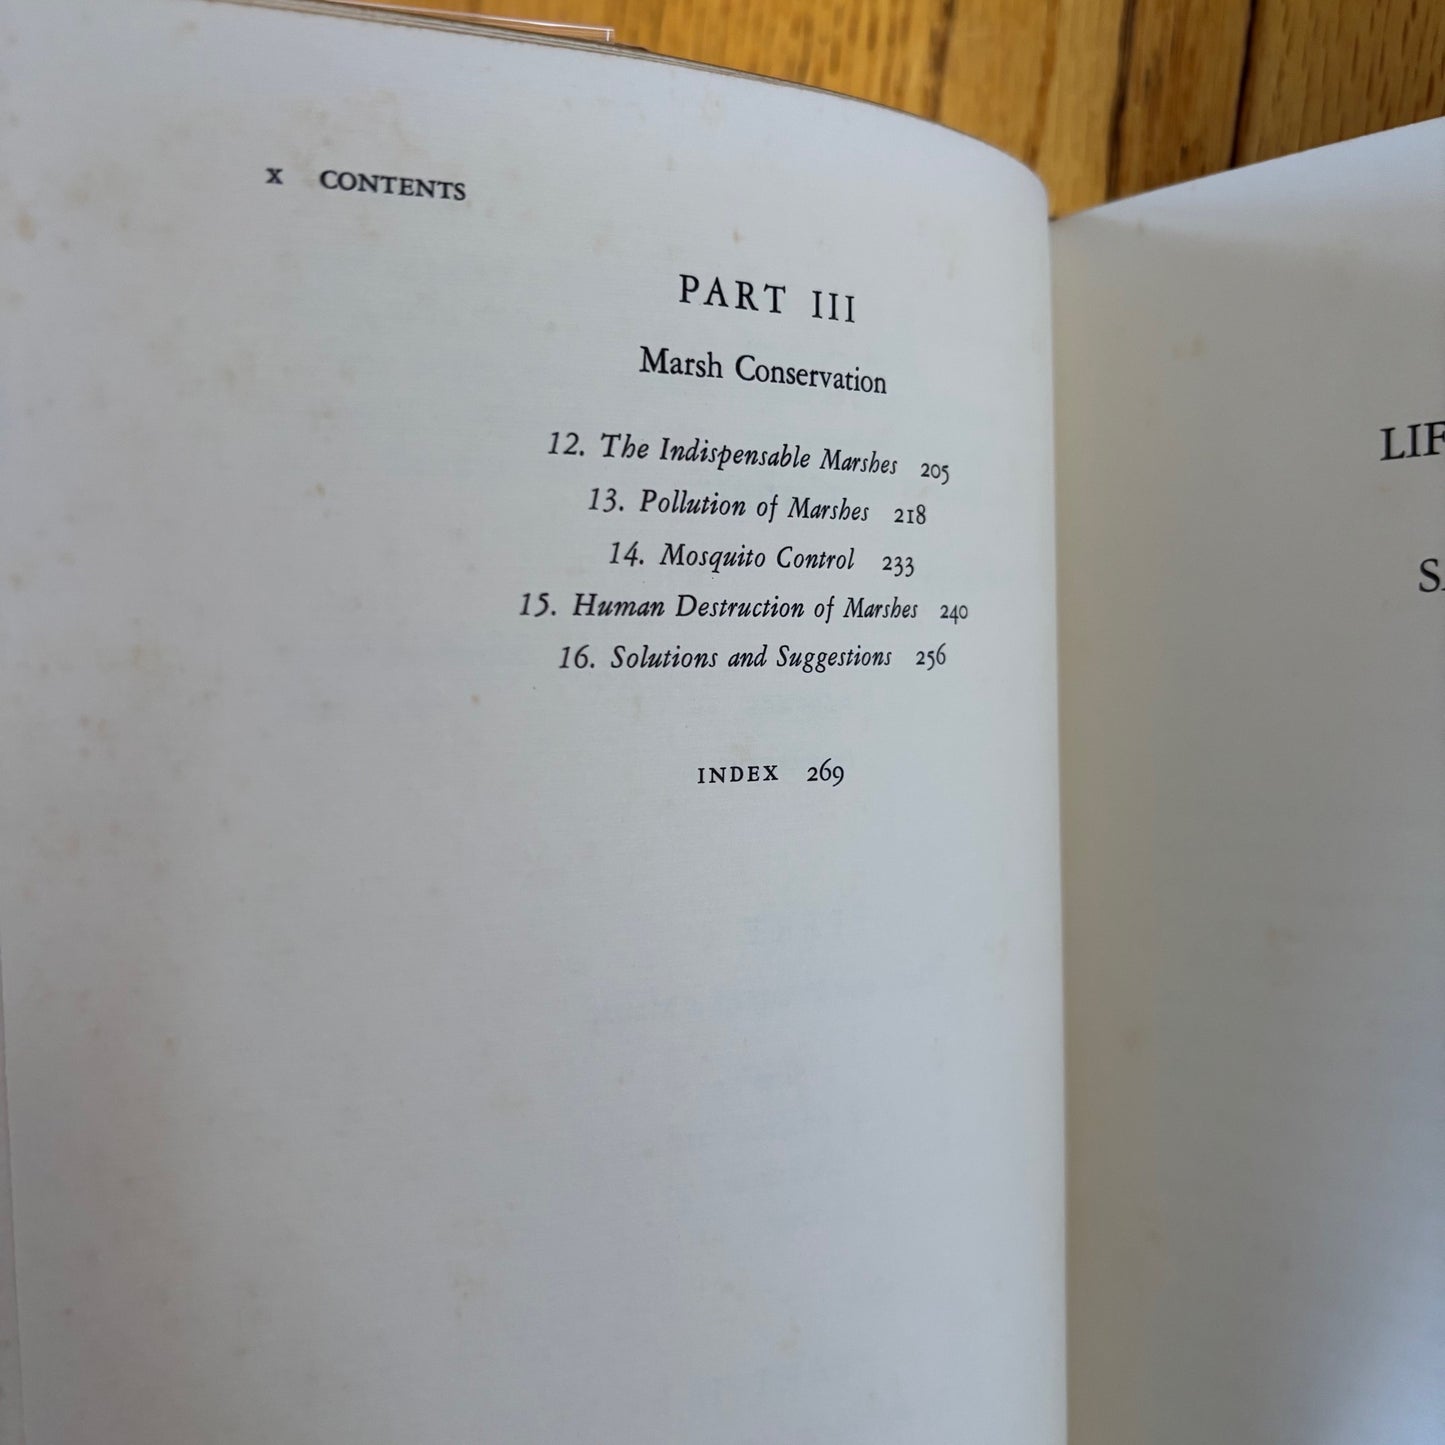 x CONTENTS
PART III
Marsh Conservation
12. The Indispensable Marshes 205
13. Pollution of Marshes 218
14. Mosquito Control 233
15. Human Destruction of Marshes 240
16. Solutions and Suggestions 256
INDEX 269